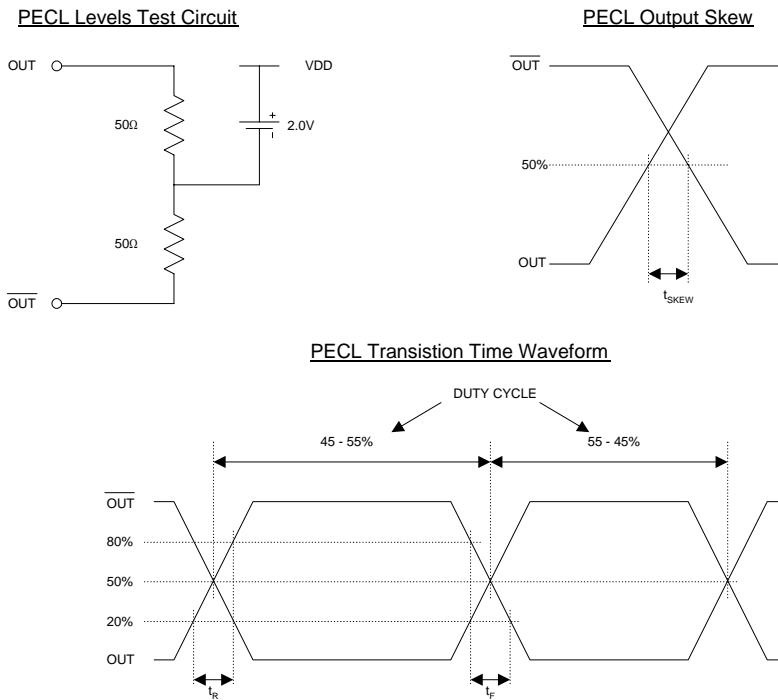 PECL Levels Test Circuit
OUT
VDD
50Ω
+
2.0V
-
50Ω
OUT
PECL Output Skew
OUT
50%
OUT
tSKEW
PECL Transistion Time Waveform
DUTY CYCLE
45 - 55%
55 - 45%
OUT
80%
50%
20%
OUT
tR
tF